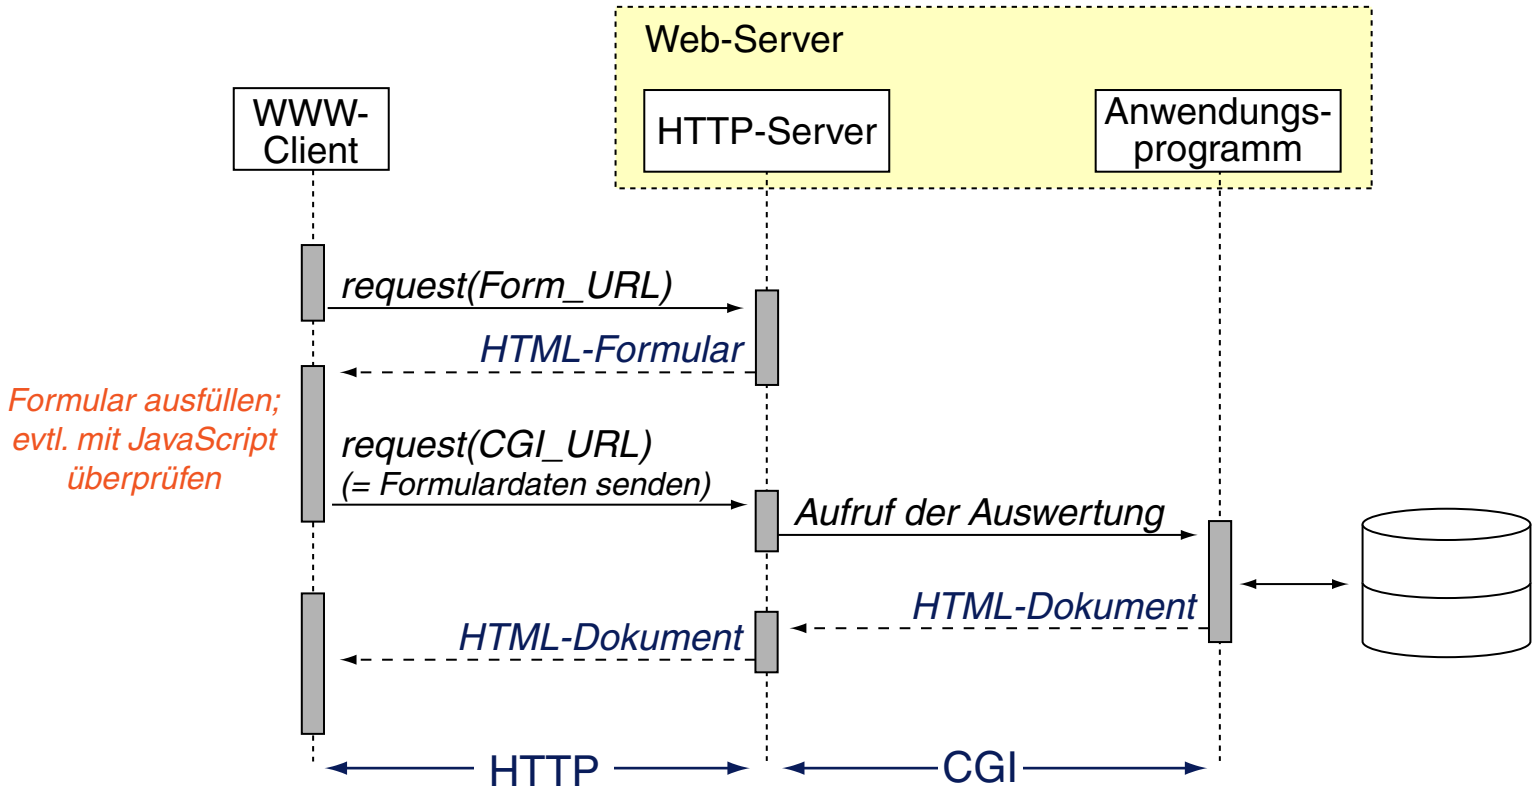 Web-Server
WWW-
Client
HTTP-Server
Anwendungs-
programm
request(Form_URL)
HTML-Formular
Formular ausfüllen;
evtl. mit JavaScript
überprüfen
request(CGI_URL)
(= Formulardaten senden)
Aufruf der Auswertung
HTML-Dokument
HTML-Dokument
HTTP
CGI